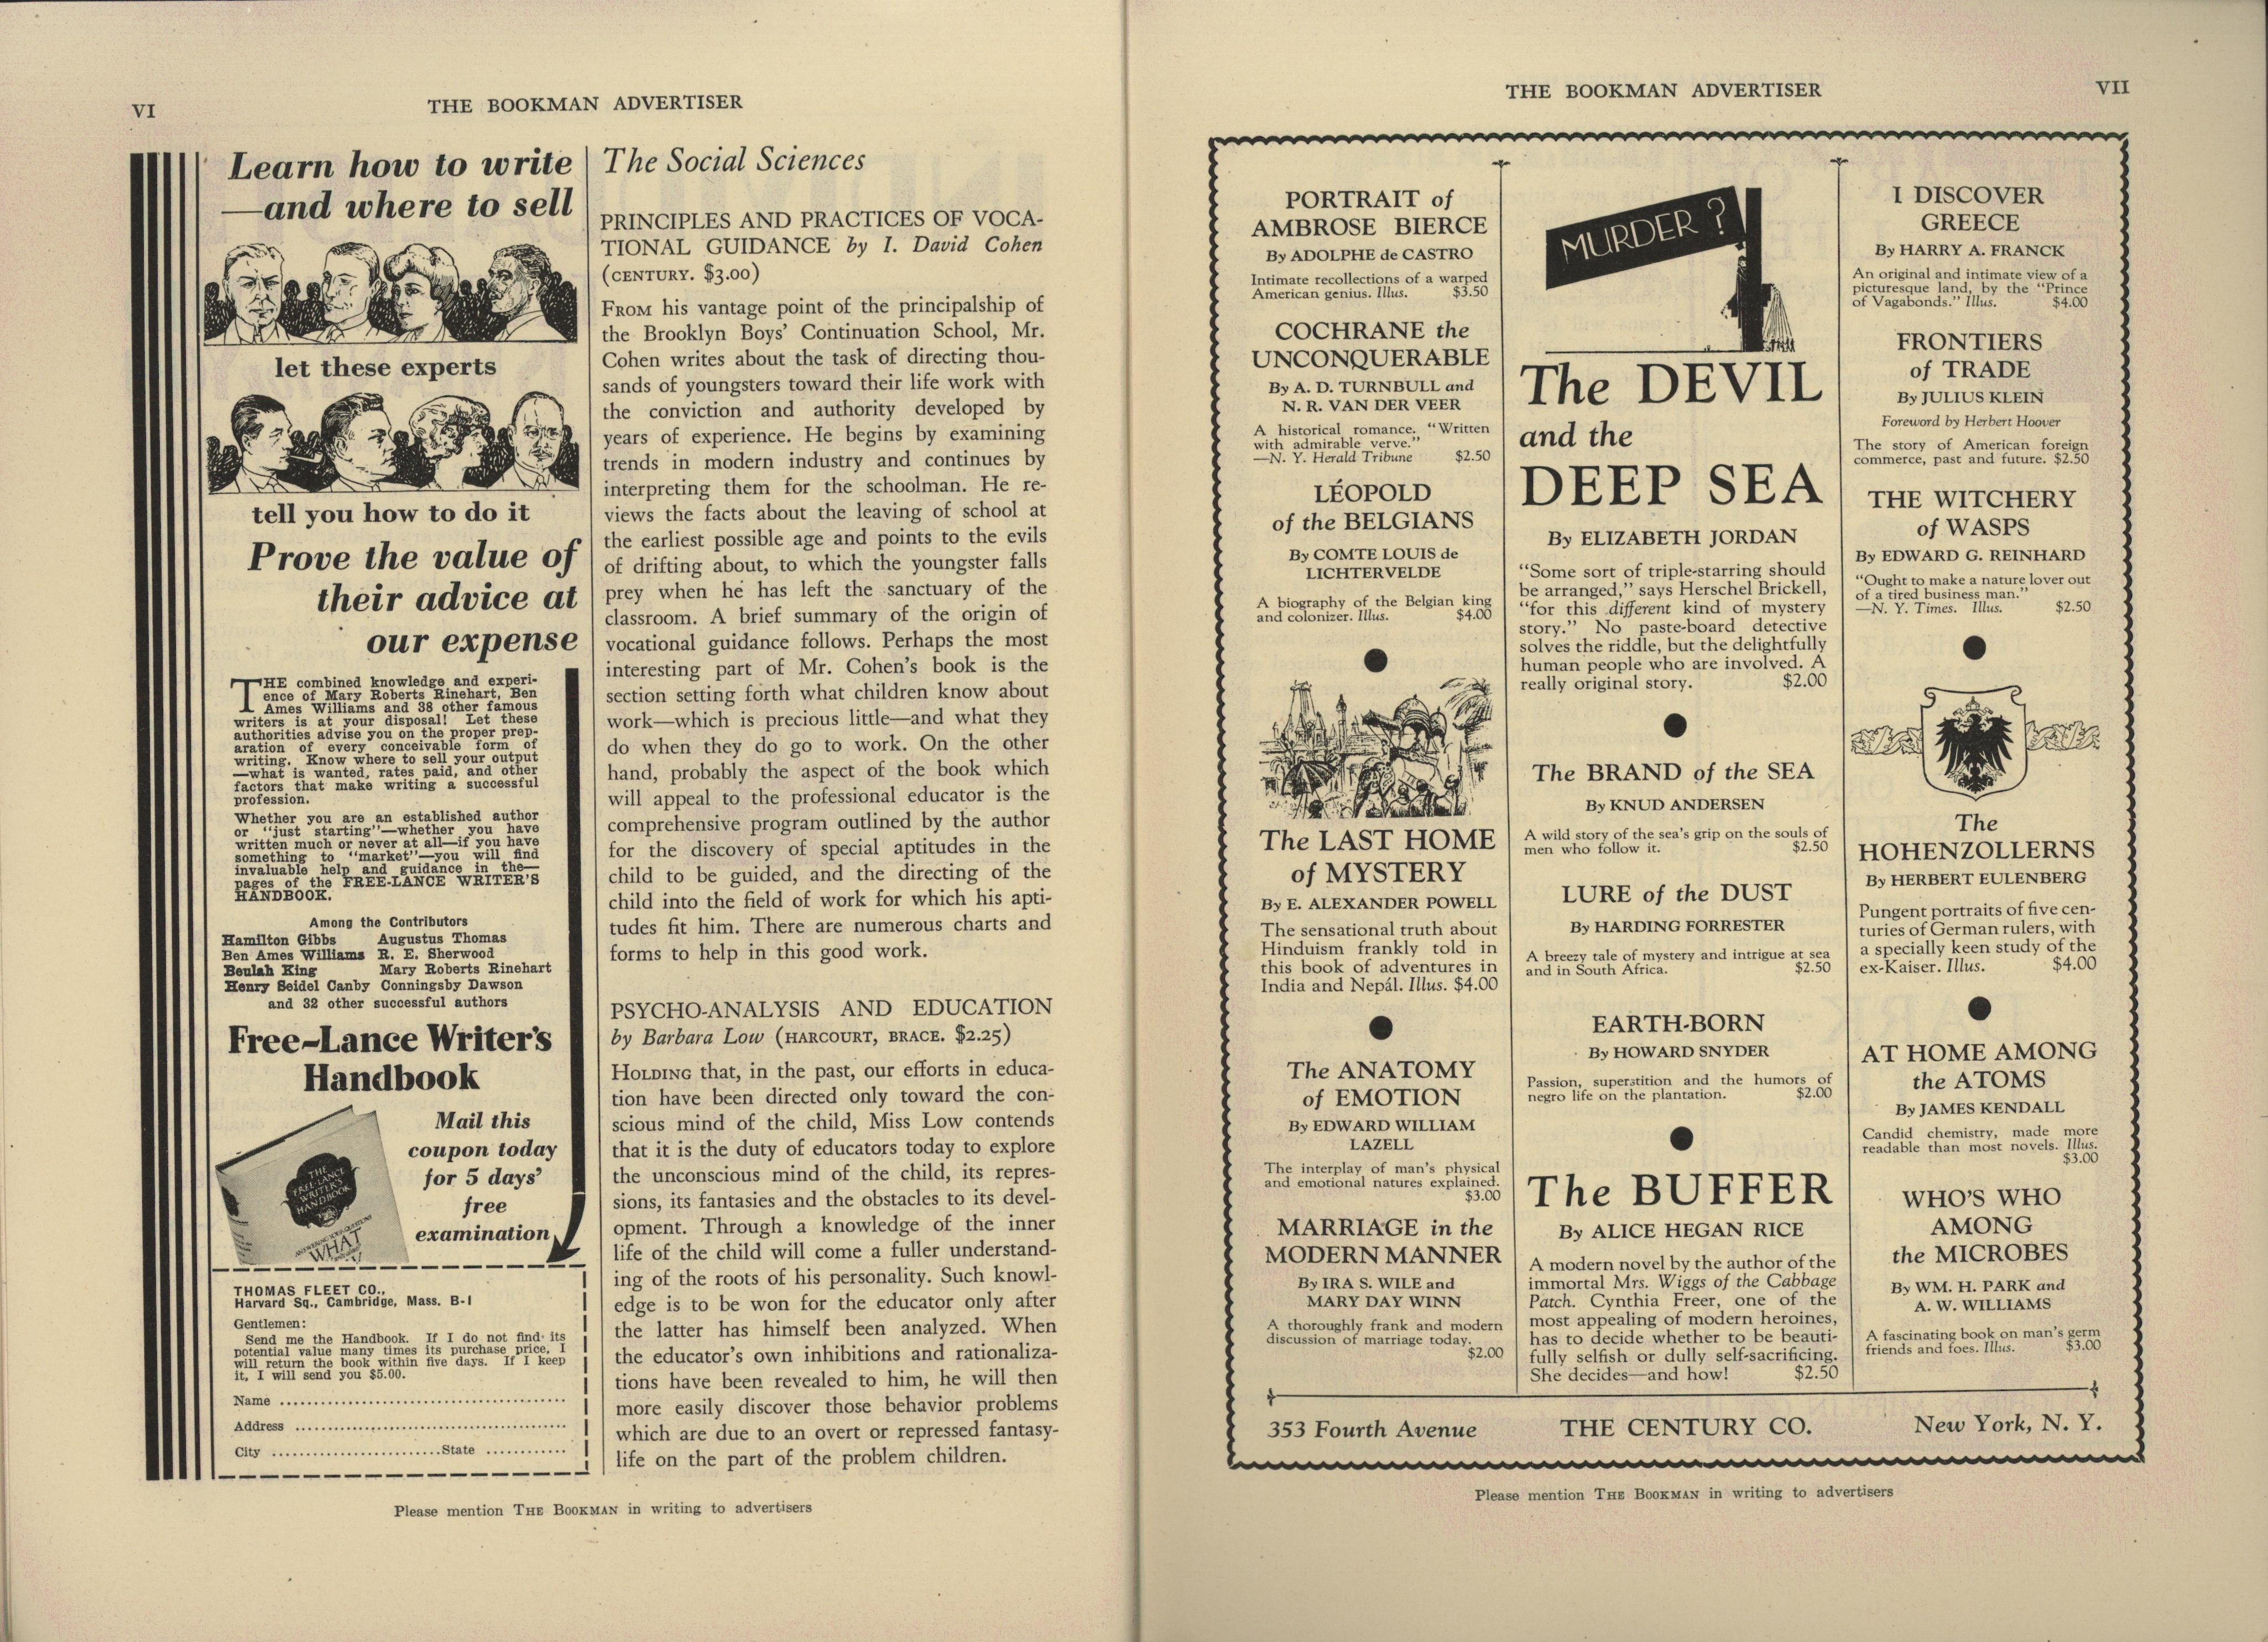 VI
THE BOOKMAN ADVERTISER
Learn how to write
—and where to sell
let these experts
tell you how to do it
Prove the value of
their advice at
our expense
THE combined knowledge and experi-
ence of Mary Roberts Rinehart, Ben
Ames Williams and 38 other famous
writers is at your disposal! Let these
authorities advise you on the proper prep-
aration of every conceivable form of
writing. Know where to sell your output
—what is wanted, rates paid, and other
factors that make writing a successful
profession.
Whether you are an established author
or "just starting"—whether you have
written much or never at all—if you have
something to "market"—you will find
invaluable help and guidance in the—
pages of the FREE-LANCE WRITER'S
HANDBOOK.
Among the Contributors
Hamilton Gibbs Augustus Thomas
Ben Ames Williams R. E. Sherwood
Beulah King Mary Roberts Rinehart
Henry Seidel Canby Conningsby Dawson
and 32 other successful authors
Free-Lance Writer's
Handbook
THE
FREE-LANCE
WRITER'S
HANDBOOK
WHAT
Mail this
coupon today
for 5 days'
free
examination
THOMAS FLEET CO.,
Harvard Sq., Cambridge, Mass. B-1
Gentlemen:
Send me the Handbook. If I do not find its
potential value many times its purchase price, I
will return the book within five days. If I keep
it, I will send you $5.00.
Name
Address
City State
The Social Sciences
PRINCIPLES AND PRACTICES OF VOCA-
TIONAL GUIDANCE by I. David Cohen
(CENTURY. $3.00)
FROM his vantage point of the principalship of
the Brooklyn Boys' Continuation School, Mr.
Cohen writes about the task of directing thou-
sands of youngsters toward their life work with
the conviction and authority developed by
years of experience. He begins by examining
trends in modern industry and continues by
interpreting them for the schoolman. He re-
views the facts about the leaving of school at
the earliest possible age and points to the evils
of drifting about, to which the youngster falls
prey when he has left the sanctuary of the
classroom. A brief summary of the origin of
vocational guidance follows. Perhaps the most
interesting part of Mr. Cohen's book is the
section setting forth what children know about
work—which is precious little—and what they
do when they do go to work. On the other
hand, probably the aspect of the book which
will appeal to the professional educator is the
comprehensive program outlined by the author
for the discovery of special aptitudes in the
child to be guided, and the directing of the
child into the field of work for which his apti-
tudes fit him. There are numerous charts and
forms to help in this good work.
PSYCHO-ANALYSIS AND EDUCATION
by Barbara Low (HARCOURT, BRACE. $2.25)
HOLDING that, in the past, our efforts in educa-
tion have been directed only toward the con-
scious mind of the child, Miss Low contends
that it is the duty of educators today to explore
the unconscious mind of the child, its repres-
sions, its fantasies and the obstacles to its devel-
opment. Through a knowledge of the inner
life of the child will come a fuller understand-
ing of the roots of his personality. Such knowl-
edge is to be won for the educator only after
the latter has himself been analyzed. When
the educator's own inhibitions and rationaliza-
tions have been revealed to him, he will then
more easily discover those behavior problems
which are due to an overt or repressed fantasy-
life on the part of the problem children.
Please mention THE BOOKMAN in writing to advertisers
THE BOOKMAN ADVERTISER
VII
PORTRAIT of
AMBROSE BIERCE
By ADOLPHE de CASTRO
Intimate recollections of a warped
American genius. Illus. $3.50
COCHRANE the
UNCONQUERABLE
By A. D. TURNBULL and
N. R. VAN DER VEER
A historical romance. "Written
with admirable verve."
—N. Y. Herald Tribune $2.50
LÉOPOLD
of the BELGIANS
By COMTE LOUIS de
LICHTERVELDE
A biography of the Belgian king
and colonizer. Illus. $4.00
The LAST HOME
of MYSTERY
By E. ALEXANDER POWELL
The sensational truth about
Hinduism frankly told in
this book of adventures in
India and Nepál. Illus. $4.00
The ANATOMY
of EMOTION
By EDWARD WILLIAM
LAZELL
The interplay of man's physical
and emotional natures explained.
$3.00
MARRIAGE in the
MODERN MANNER
By IRA S. WILE and
MARY DAY WINN
A thoroughly frank and modern
discussion of marriage today.
$2.00
MURDER ?
The DEVIL
and the
DEEP SEA
By ELIZABETH JORDAN
"Some sort of triple-starring should
be arranged," says Herschel Brickell,
"for this different kind of mystery
story." No paste-board detective
solves the riddle, but the delightfully
human people who are involved. A
really original story. $2.00
The BRAND of the SEA
By KNUD ANDERSEN
A wild story of the sea's grip on the souls of
men who follow it. $2.50
LURE of the DUST
By HARDING FORRESTER
A breezy tale of mystery and intrigue at sea
and in South Africa. $2.50
EARTH-BORN
By HOWARD SNYDER
Passion, superstition and the humors of
negro life on the plantation. $2.00
The BUFFER
By ALICE HEGAN RICE
A modern novel by the author of the
immortal Mrs. Wiggs of the Cabbage
Patch. Cynthia Freer, one of the
most appealing of modern heroines,
has to decide whether to be beauti-
fully selfish or dully self-sacrificing.
She decides—and how! $2.50
I DISCOVER
GREECE
By HARRY A. FRANCK
An original and intimate view of a
picturesque land, by the "Prince
of Vagabonds." Illus. $4.00
FRONTIERS
of TRADE
By JULIUS KLEIN
Foreword by Herbert Hoover
The story of American foreign
commerce, past and future. $2.50
THE WITCHERY
of WASPS
By EDWARD G. REINHARD
"Ought to make a nature lover out
of a tired business man."
—N. Y. Times. Illus. $2.50
The
HOHENZOLLERNS
By HERBERT EULENBERG
Pungent portraits of five cen-
turies of German rulers, with
a specially keen study of the
ex-Kaiser. Illus. $4.00
AT HOME AMONG
the ATOMS
By JAMES KENDALL
Candid chemistry, made more
readable than most novels. Illus.
$3.00
WHO'S WHO
AMONG
the MICROBES
By WM. H. PARK and
A. W. WILLIAMS
A fascinating book on man's germ
friends and foes. Illus. $3.00
353 Fourth Avenue THE CENTURY CO. New York, N. Y.
Please mention THE BOOKMAN in writing to advertisers